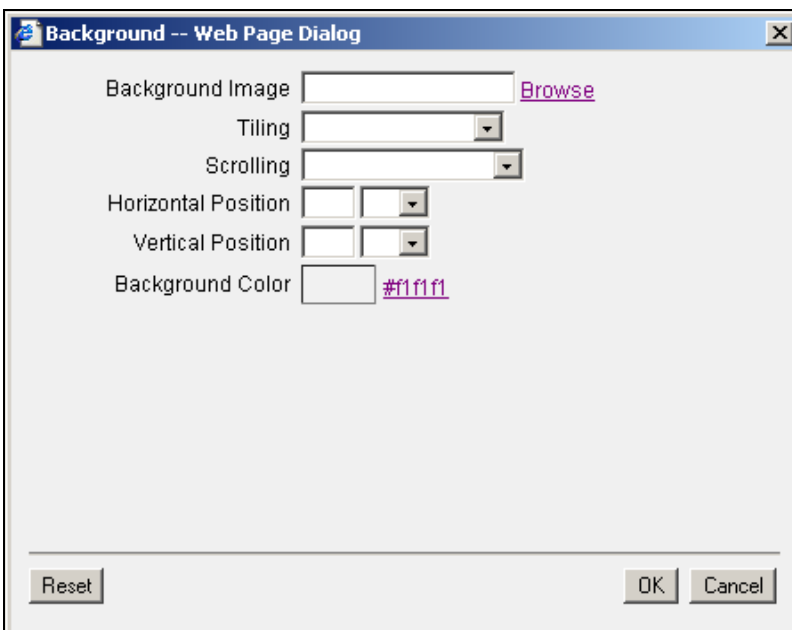 Background -- Web Page Dialog
Background Image Browse
Tiling
Scrolling
Horizontal Position
Vertical Position
Background Color #f1f1f1
Reset OK Cancel